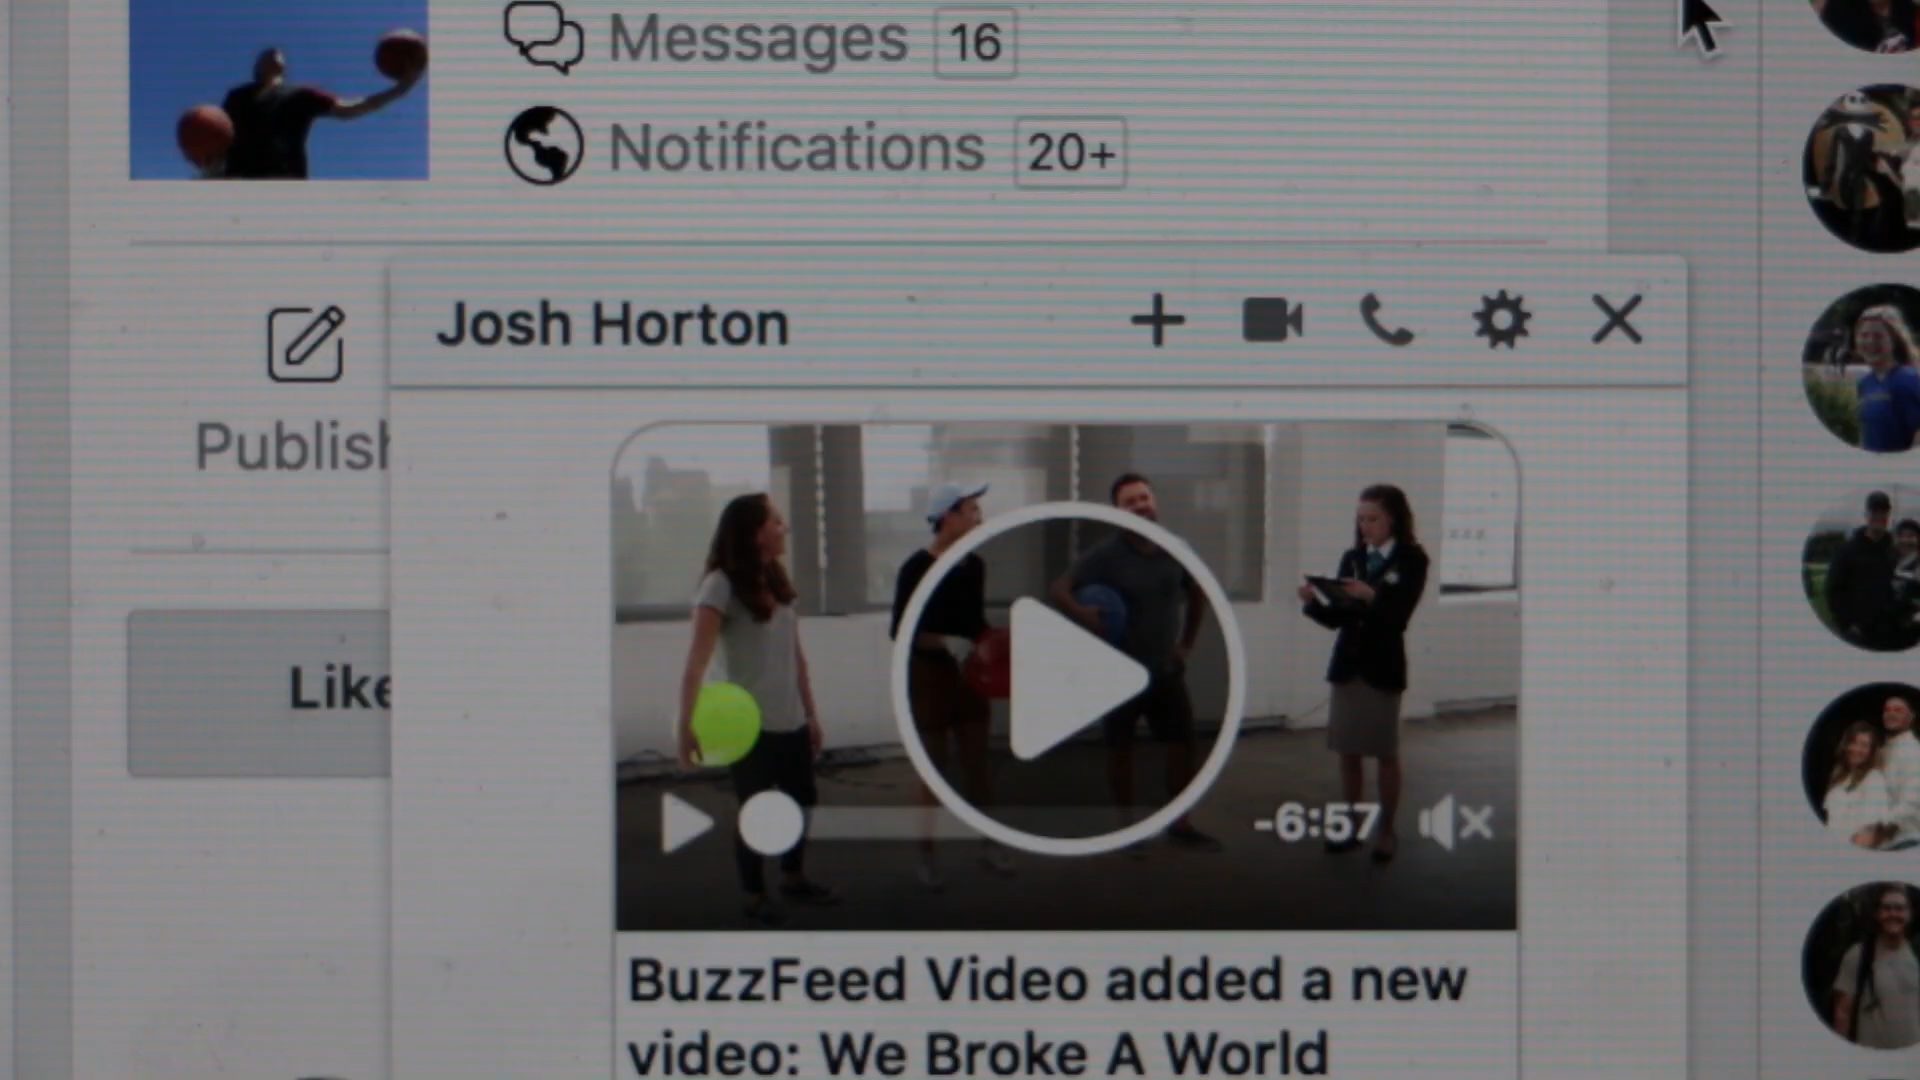 Messages 16
Notifications 20+
Josh Horton
Publish
Like
-6:57
BuzzFeed Video added a new
video: We Broke A World